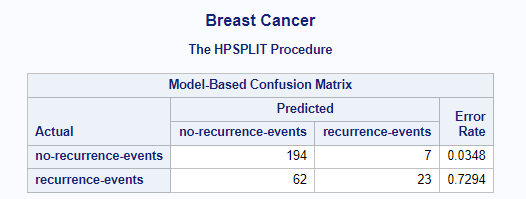 Breast Cancer
The HPSPLIT Procedure
Model-Based Confusion Matrix
Actual Predicted Error Rate
no-recurrence-events recurrence-events
no-recurrence-events 194 7 0.0348
recurrence-events 62 23 0.7294